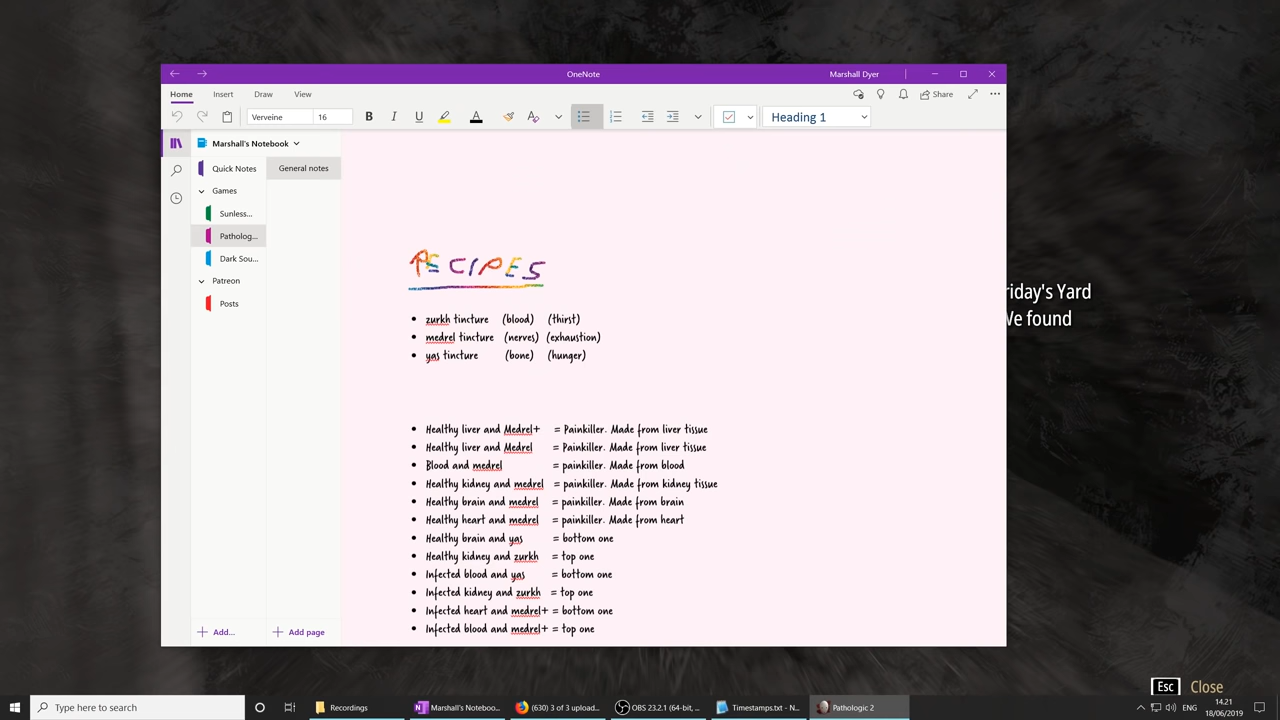 OneNote
Marshall Dyer
Home Insert Draw View
Share
Verveine 16
B I U A A
Heading 1
Marshall's Notebook
Quick Notes
General notes
Games
Sunless...
Patholog...
Dark Sou...
Patreon
Posts
RECIPES
riday's Yard
We found
zurkh tincture (blood) (thirst)
medrel tincture (nerves) (exhaustion)
yas tincture (bone) (hunger)
Healthy liver and Medrel+ = Painkiller. Made from liver tissue
Healthy liver and Medrel = Painkiller. Made from liver tissue
Blood and medrel = painkiller. Made from blood
Healthy kidney and medrel = painkiller. Made from kidney tissue
Healthy brain and medrel = painkiller. Made from brain
Healthy heart and medrel = painkiller. Made from heart
Healthy brain and yas = bottom one
Healthy kidney and zurkh = top one
Infected blood and yas = bottom one
Infected kidney and zurkh = top one
Infected heart and medrel+ = bottom one
Infected blood and medrel+ = top one
Add...
Add page
Esc Close
Type here to search
Recordings
Marshall's Noteboo...
(630) 3 of 3 upload...
OBS 23.2.1 (64-bit, ...
Timestamps.txt - N...
Pathologic 2
ENG
14.21
18/06/2019